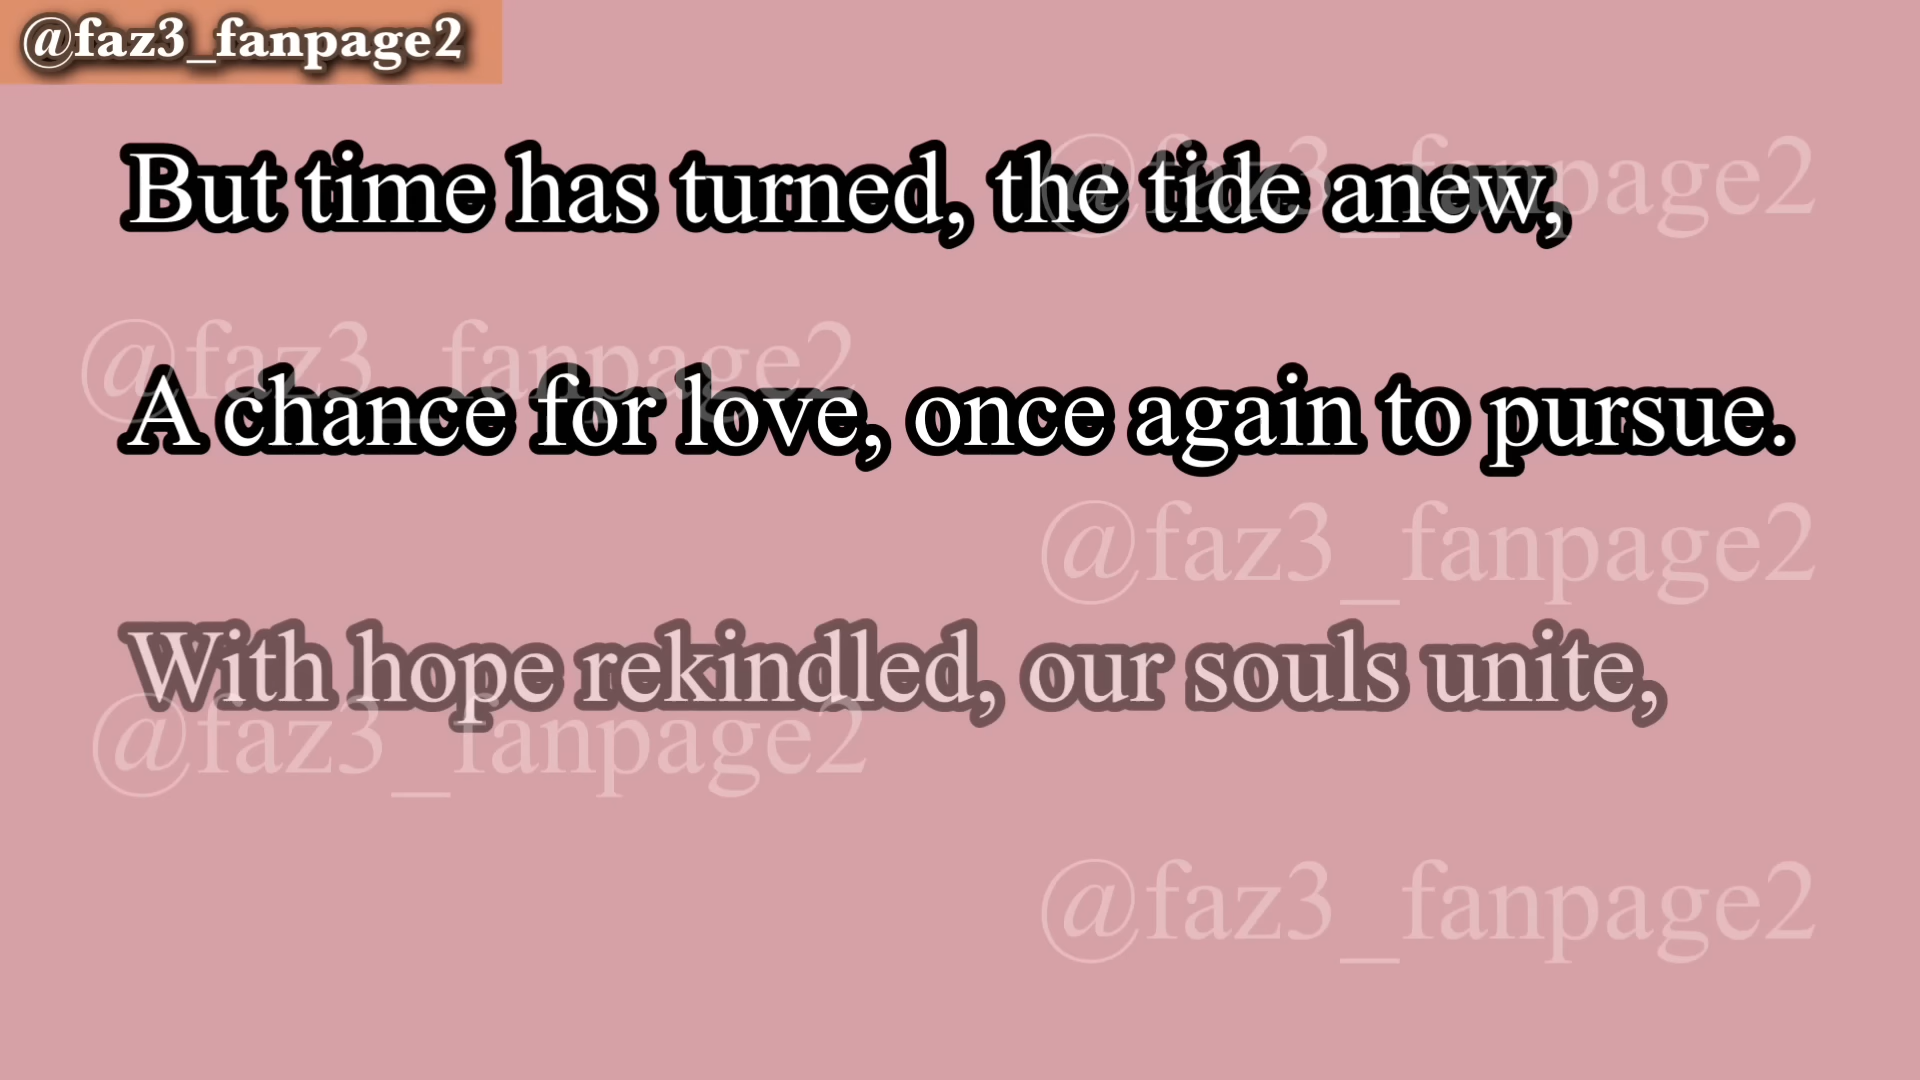 @faz3_fanpage2
But time has turned, the tide anew,
@faz3_fanpage2
@faz3_fanpage2
A chance for love, once again to pursue.
@faz3_fanpage2
With hope rekindled, our souls unite,
@faz3_fanpage2
@faz3_fanpage2